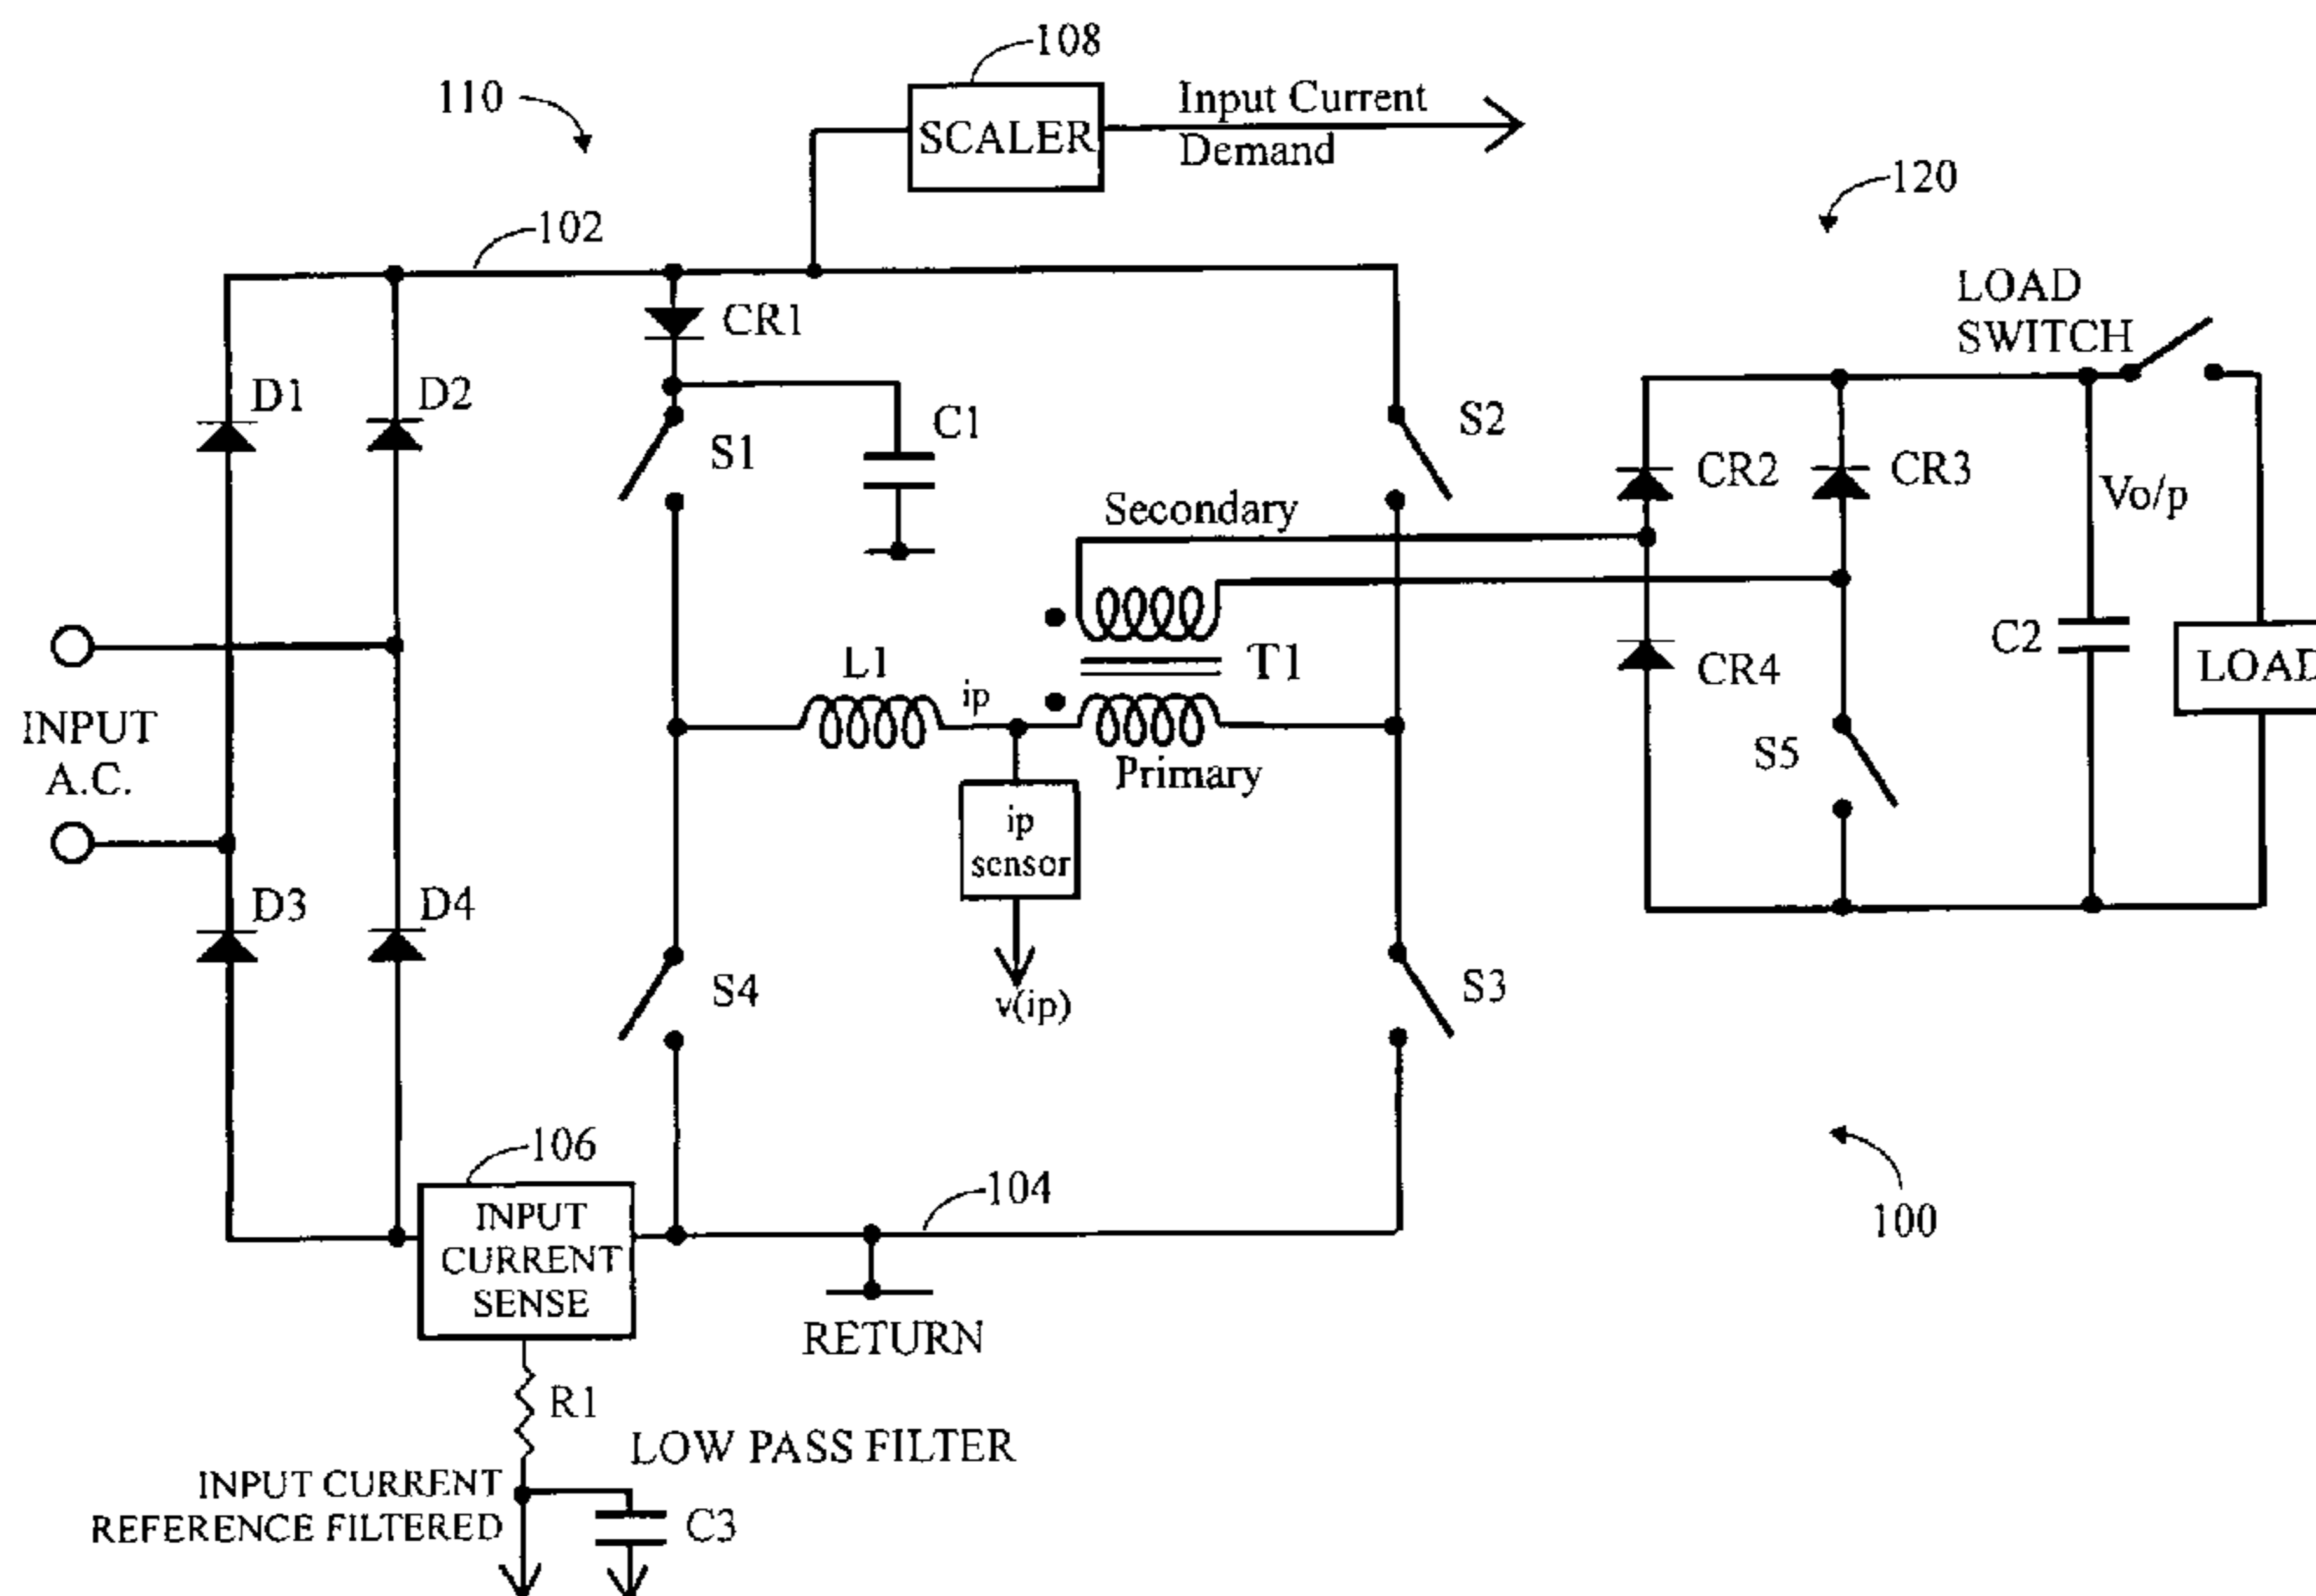 108
110
SCALER
Input Current
Demand
120
102
LOAD
SWITCH
CR1
D1
D2
C1
S1
S2
CR2
CR3
Vo/p
Secondary
L1
ip
T1
C2
CR4
LOAD
INPUT
A.C.
Primary
S5
ip
sensor
D3
D4
S4
S3
v(ip)
106
104
100
INPUT
CURRENT
SENSE
RETURN
R1
LOW PASS FILTER
INPUT CURRENT
REFERENCE FILTERED
C3